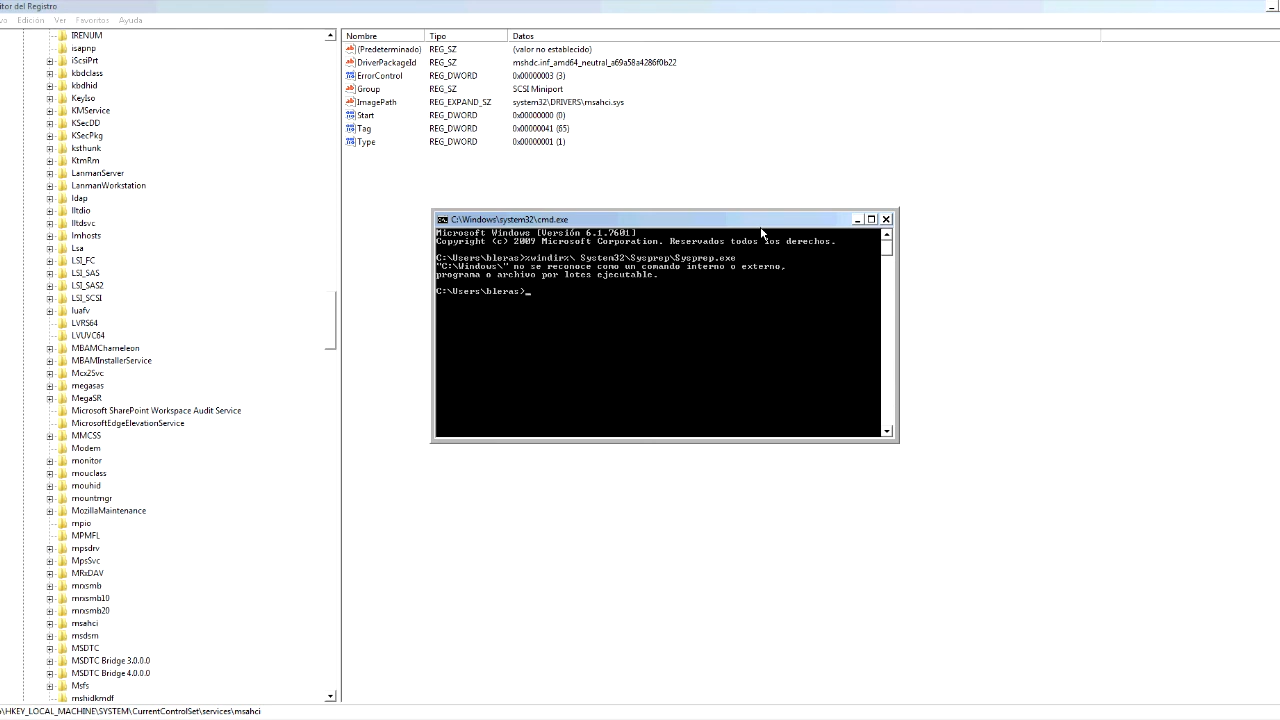 itor del Registro
vo Edición Ver Favoritos Ayuda
IRENUM
isapnp
iScsiPrt
kbdclass
kbdhid
KeyIso
KMService
KSecDD
KSecPkg
ksthunk
KtmRm
LanmanServer
LanmanWorkstation
ldap
lltdio
lltdsvc
lmhosts
Lsa
LSI_FC
LSI_SAS
LSI_SAS2
LSI_SCSI
luafv
LVRS64
LVUVC64
MBAMChameleon
MBAMInstallerService
Mcx2Svc
megasas
MegaSR
Microsoft SharePoint Workspace Audit Service
MicrosoftEdgeElevationService
MMCSS
Modem
monitor
mouclass
mouhid
mountmgr
MozillaMaintenance
mpio
MPMFL
mpsdrv
MpsSvc
MRxDAV
mrxsmb
mrxsmb10
mrxsmb20
msahci
msdsm
MSDTC
MSDTC Bridge 3.0.0.0
MSDTC Bridge 4.0.0.0
Msfs
mshidkmdf
Nombre Tipo Datos
(Predeterminado) REG_SZ (valor no establecido)
DriverPackageId REG_SZ mshdc.inf_amd64_neutral_a69a58a4286f0b22
ErrorControl REG_DWORD 0x00000003 (3)
Group REG_SZ SCSI Miniport
ImagePath REG_EXPAND_SZ system32\DRIVERS\msahci.sys
Start REG_DWORD 0x00000000 (0)
Tag REG_DWORD 0x00000041 (65)
Type REG_DWORD 0x00000001 (1)
C:\Windows\system32\cmd.exe
Microsoft Windows [Versión 6.1.7601]
Copyright (c) 2009 Microsoft Corporation. Reservados todos los derechos.
C:\Users\bleras>%windir%\ System32\Sysprep\Sysprep.exe
"C:\Windows\" no se reconoce como un comando interno o externo,
programa o archivo por lotes ejecutable.
C:\Users\bleras>_
\HKEY_LOCAL_MACHINE\SYSTEM\CurrentControlSet\services\msahci